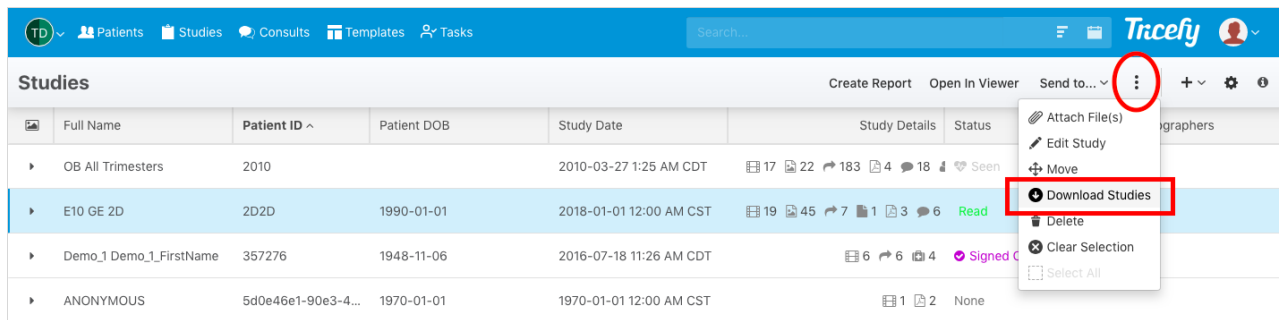 TD Patients Studies Consults Templates Tasks Search... Tricefy
Studies Create Report Open In Viewer Send to...
Full Name Patient ID Patient DOB Study Date Study Details Status ographers
OB All Trimesters 2010 2010-03-27 1:25 AM CDT 17 22 183 4 18 Seen
E10 GE 2D 2D2D 1990-01-01 2018-01-01 12:00 AM CST 19 45 7 1 3 6 Read
Demo_1 Demo_1_FirstName 357276 1948-11-06 2016-07-18 11:26 AM CDT 6 6 4 Signed
ANONYMOUS 5d0e46e1-90e3-4... 1970-01-01 1970-01-01 12:00 AM CST 1 2 None
Attach File(s)
Edit Study
Move
Download Studies
Delete
Clear Selection
Select All